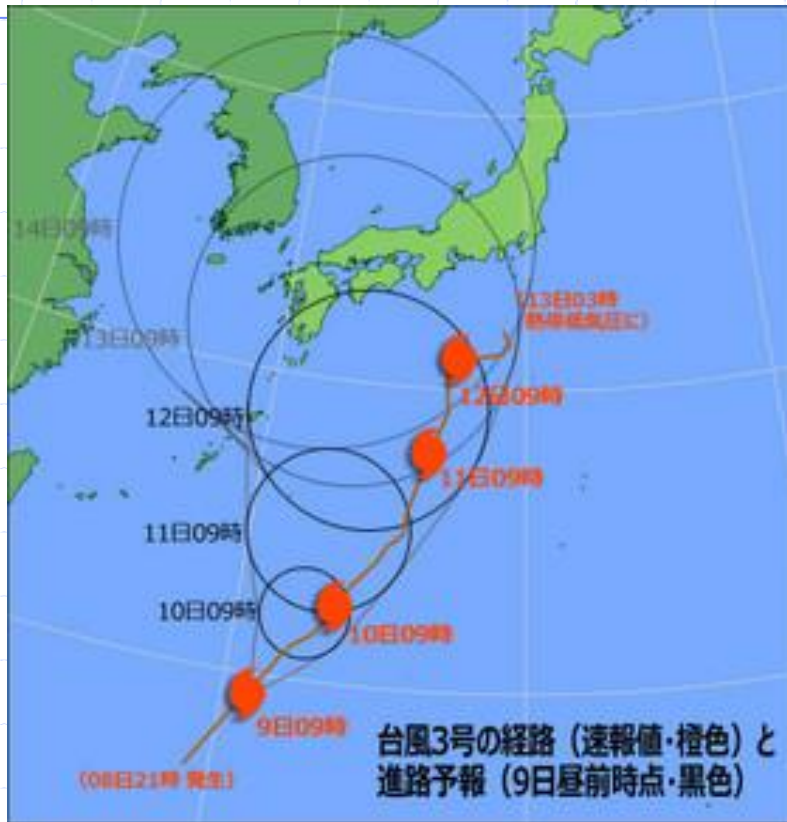 14日09時
(13日03時
熱帯低気圧に)
13日09時
12日09時
12日09時
11日09時
11日09時
10日09時
10日09時
9日09時
(08日21時 発生)
台風3号の経路（速報値・橙色）と
進路予報（9日昼前時点・黒色）